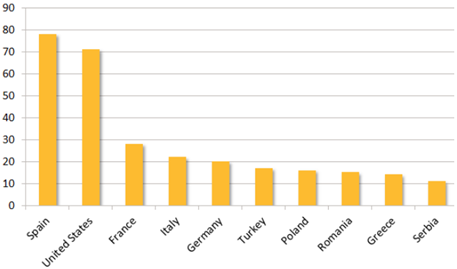 90
80
70
60
50
40
30
20
10
0
Spain
United States
France
Italy
Germany
Turkey
Poland
Romania
Greece
Serbia